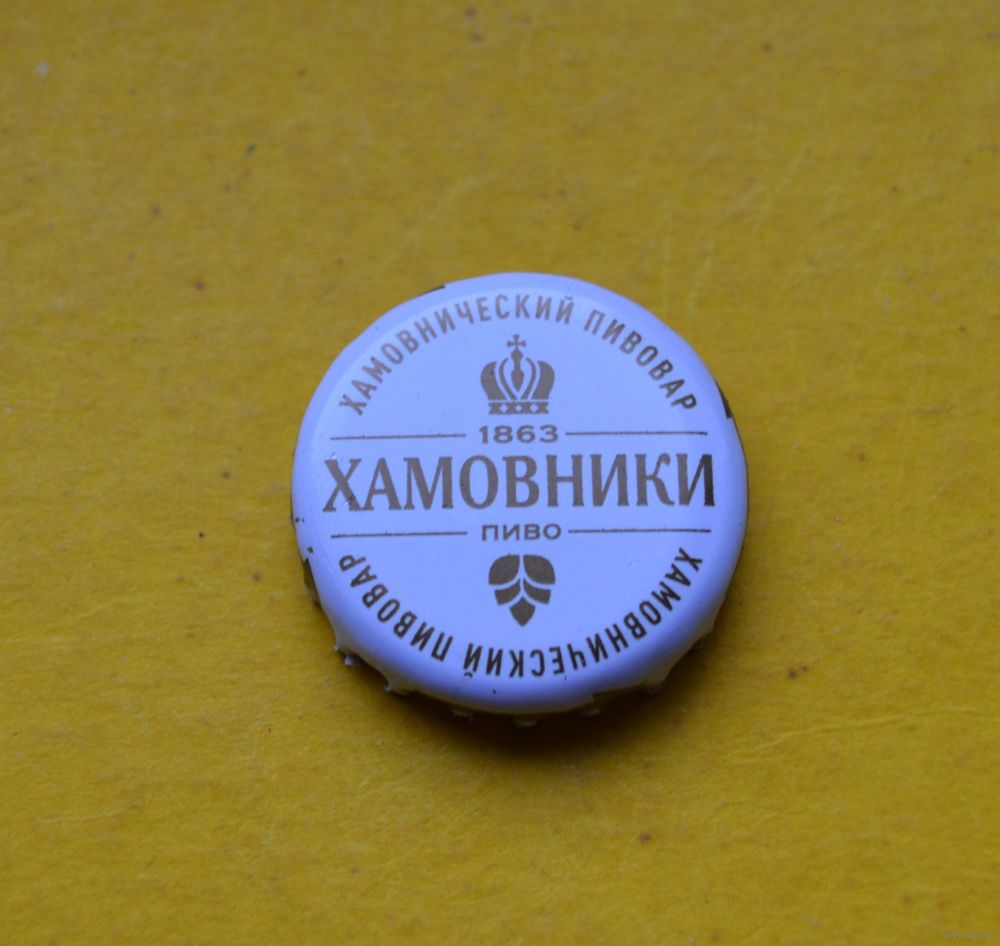 ХАМОВНИЧЕСКИЙ ПИВОВАР
1863
ХАМОВНИКИ
ПИВО
ХАМОВНИЧЕСКИЙ ПИВОВАР